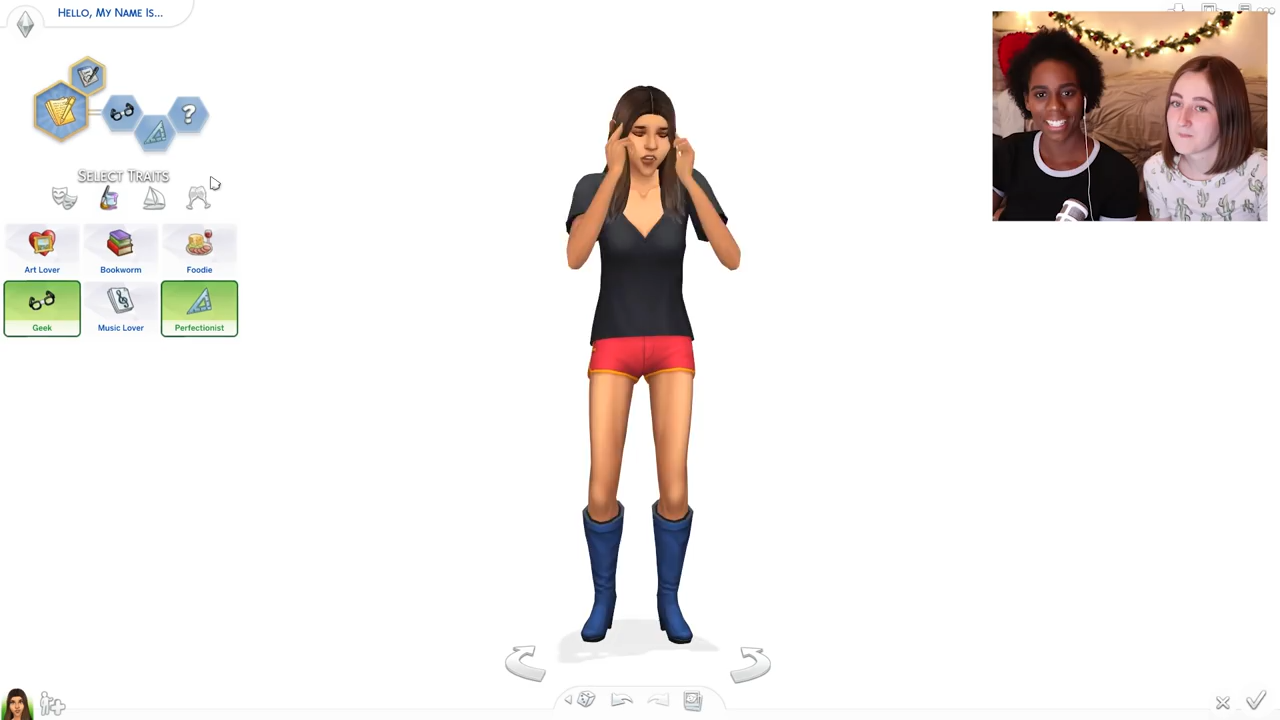 Hello, My Name Is...
?
Select Traits
Art Lover
Bookworm
Foodie
Geek
Music Lover
Perfectionist